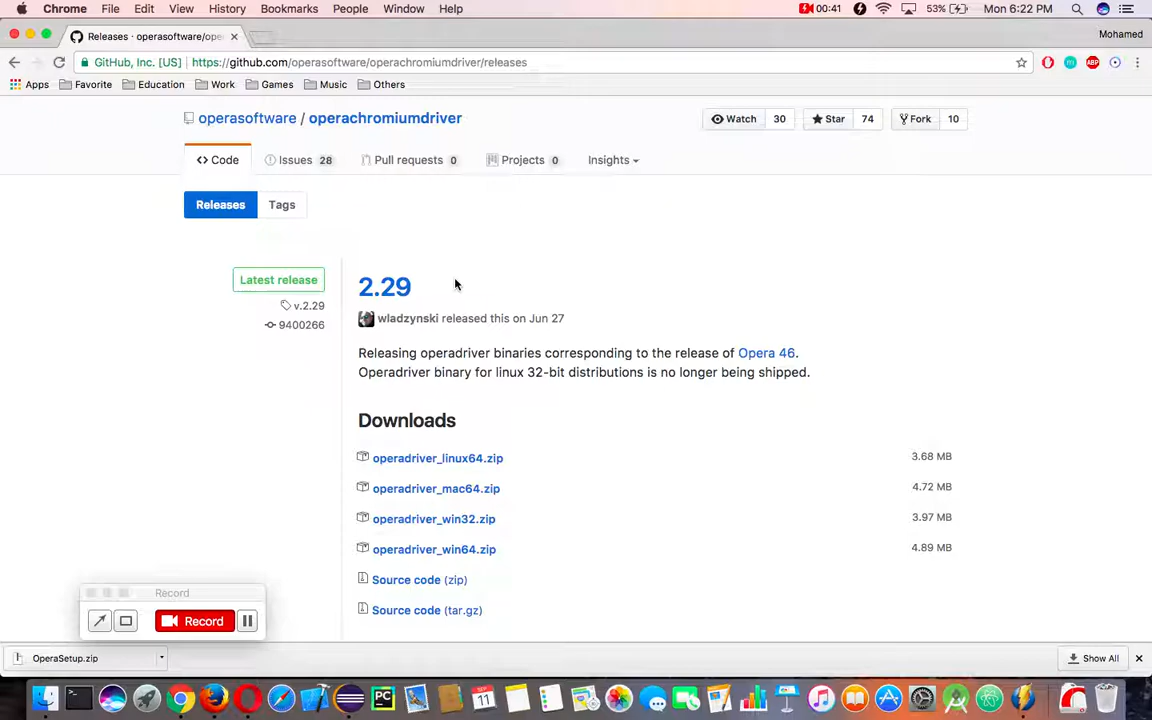 Chrome File Edit View History Bookmarks People Window Help 00:41 53% Mon 6:22 PM
Releases · operasoftware/ope Mohamed
GitHub, Inc. [US] https://github.com/operasoftware/operachromiumdriver/releases
Apps Favorite Education Work Games Music Others
operasoftware / operachromiumdriver Watch 30 Star 74 Fork 10
<> Code Issues 28 Pull requests 0 Projects 0 Insights
Releases Tags
Latest release
2.29
v.2.29
wladzynski released this on Jun 27
9400266
Releasing operadriver binaries corresponding to the release of Opera 46.
Operadriver binary for linux 32-bit distributions is no longer being shipped.
Downloads
operadriver_linux64.zip 3.68 MB
operadriver_mac64.zip 4.72 MB
operadriver_win32.zip 3.97 MB
operadriver_win64.zip 4.89 MB
Source code (zip)
Source code (tar.gz)
Record
Record
OperaSetup.zip Show All